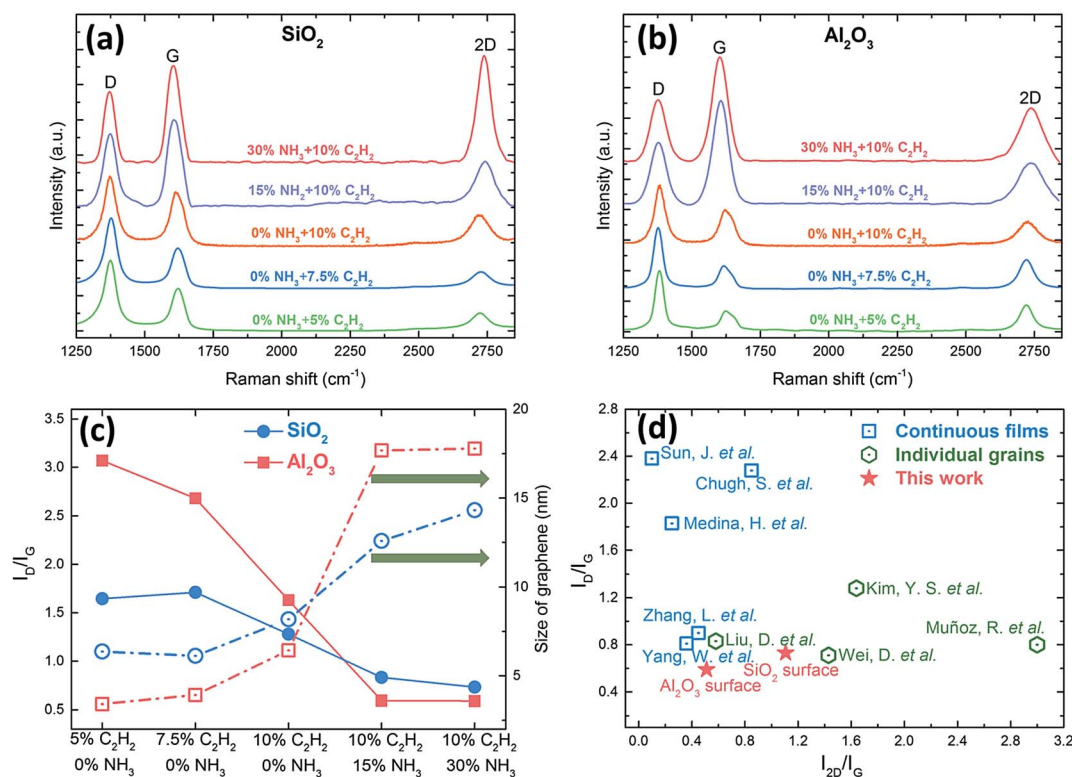 (a)
SiO₂
D
G
2D
30% NH₃+10% C₂H₂
15% NH₂+10% C₂H₂
0% NH₃+10% C₂H₂
0% NH₃+7.5% C₂H₂
0% NH₃+5% C₂H₂
Intensity (a.u.)
1250 1500 1750 2000 2250 2500 2750
Raman shift (cm⁻¹)
(b)
Al₂O₃
D
G
2D
30% NH₃+10% C₂H₂
15% NH₂+10% C₂H₂
0% NH₃+10% C₂H₂
0% NH₃+7.5% C₂H₂
0% NH₃+5% C₂H₂
Intensity (a.u.)
1250 1500 1750 2000 2250 2500 2750
Raman shift (cm⁻¹)
(c)
SiO₂
Al₂O₃
I_D/I_G
3.5
3.0
2.5
2.0
1.5
1.0
0.5
20
15
10
5
Size of graphene (nm)
5% C₂H₂ 7.5% C₂H₂ 10% C₂H₂ 10% C₂H₂ 10% C₂H₂
0% NH₃ 0% NH₃ 0% NH₃ 15% NH₃ 30% NH₃
(d)
Continuous films
Individual grains
This work
Sun, J. et al.
Chugh, S. et al.
Medina, H. et al.
Kim, Y. S. et al.
Zhang, L. et al.
Muñoz, R. et al.
Liu, D. et al.
Yang, W. et al.
Wei, D. et al.
SiO₂ surface
Al₂O₃ surface
I_D/I_G
2.8
2.4
2.0
1.6
1.2
0.8
0.4
0.0 0.4 0.8 1.2 1.6 2.0 2.4 2.8 3.2
I_2D/I_G